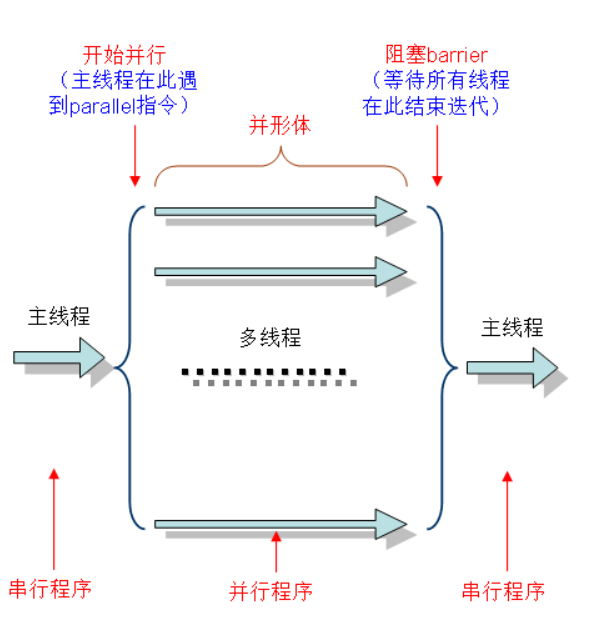 开始并行
（主线程在此遇
到parallel指令）
阻塞barrier
（等待所有线程
在此结束迭代）
并形体
主线程
多线程
主线程
串行程序
并行程序
串行程序